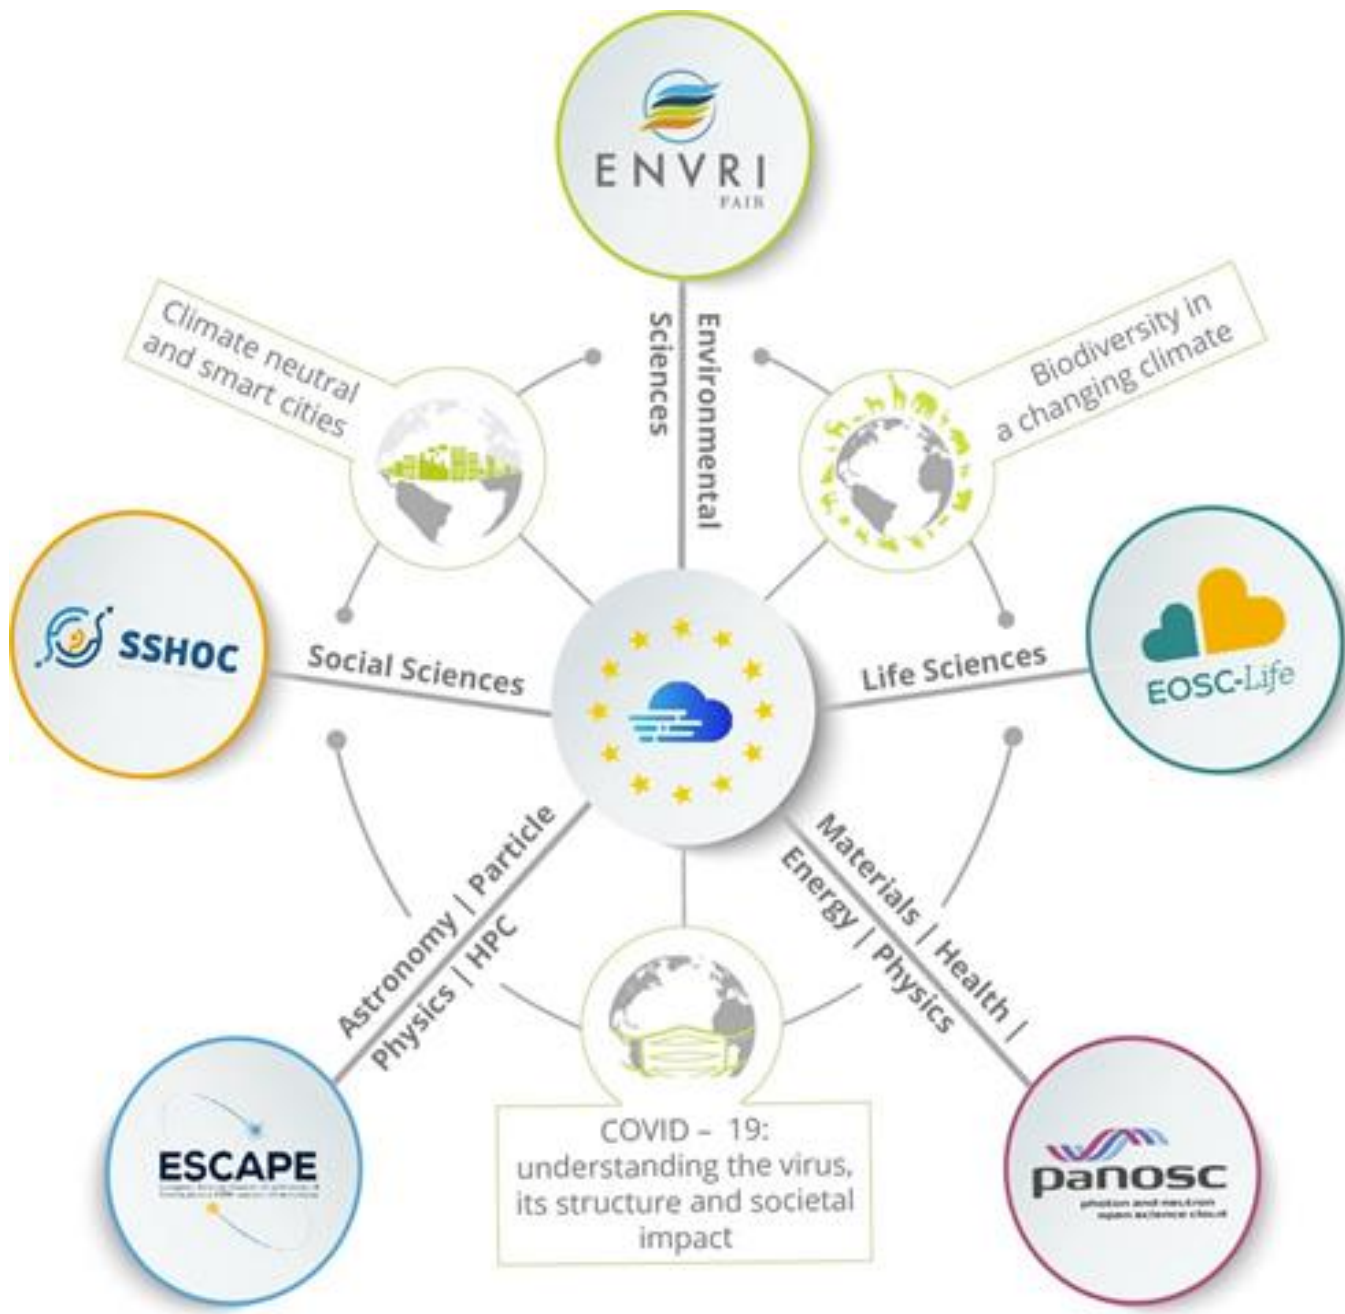 ENVRI
FAIR
Climate neutral
and smart cities
Environmental
Sciences
Biodiversity in
a changing climate
SSHOC
Social Sciences
Life Sciences
EOSC-Life
Astronomy | Particle
Physics | HPC
Materials | Health |
Energy | Physics
ESCAPE
COVID – 19:
understanding the virus,
its structure and societal
impact
panosc
photon and neutron
open science cloud